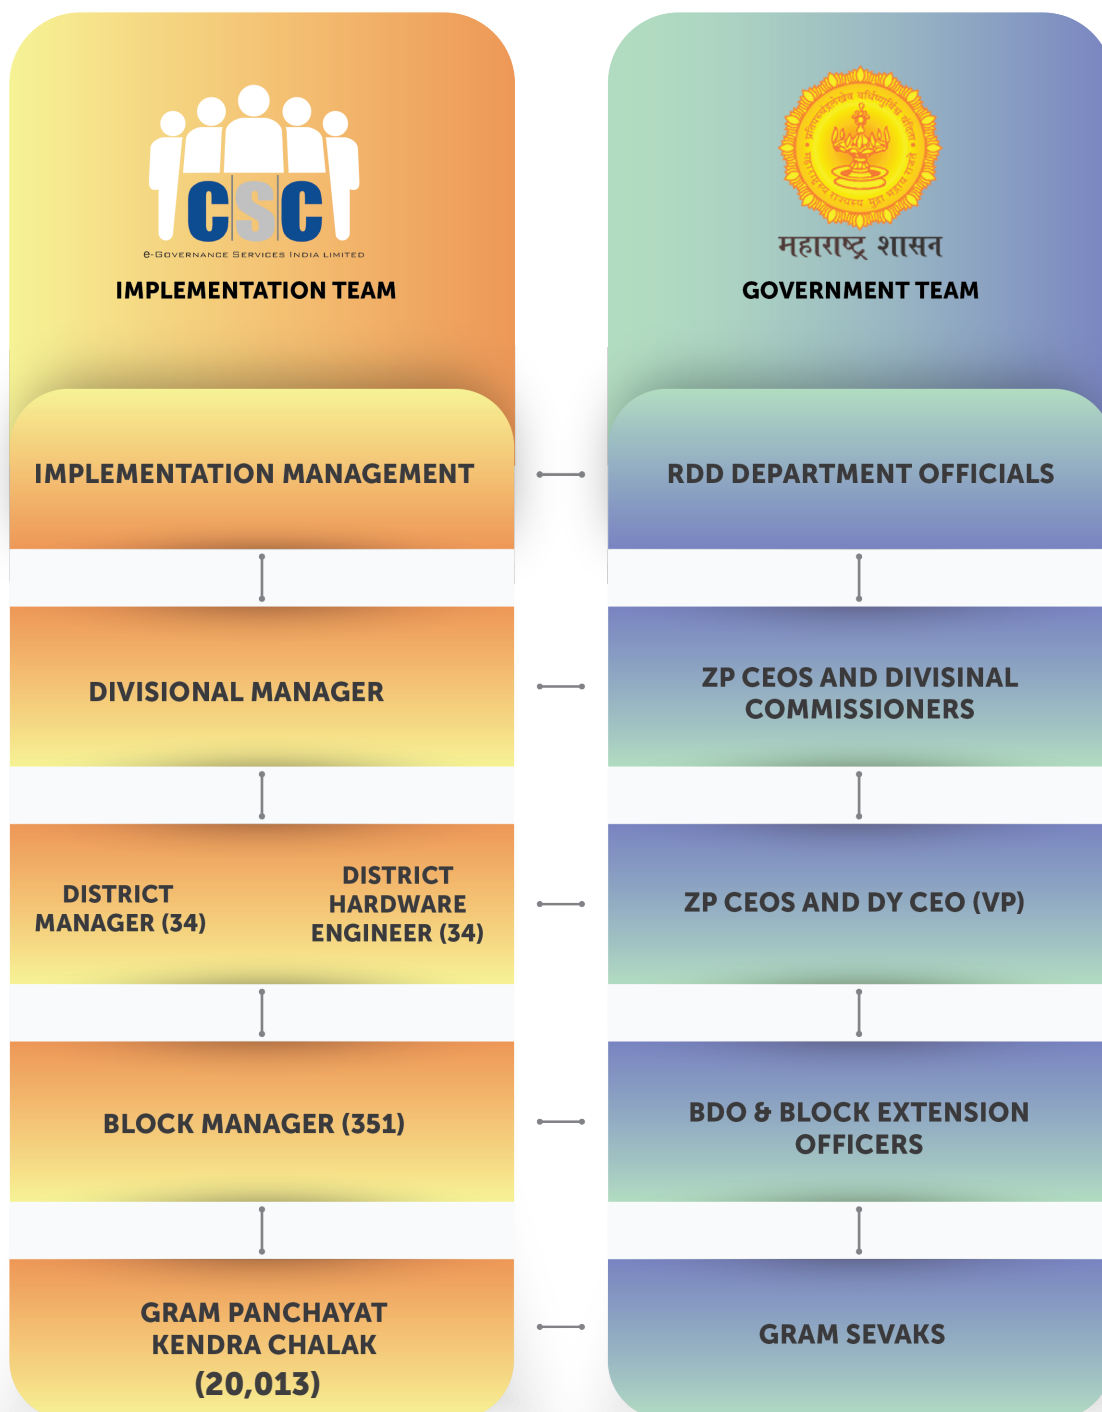 CSC
e-Governance Services India Limited
IMPLEMENTATION TEAM
IMPLEMENTATION MANAGEMENT
DIVISIONAL MANAGER
DISTRICT
MANAGER (34)
DISTRICT
HARDWARE
ENGINEER (34)
BLOCK MANAGER (351)
GRAM PANCHAYAT
KENDRA CHALAK
(20,013)
महाराष्ट्र शासन
GOVERNMENT TEAM
RDD DEPARTMENT OFFICIALS
ZP CEOS AND DIVISINAL
COMMISSIONERS
ZP CEOS AND DY CEO (VP)
BDO & BLOCK EXTENSION
OFFICERS
GRAM SEVAKS